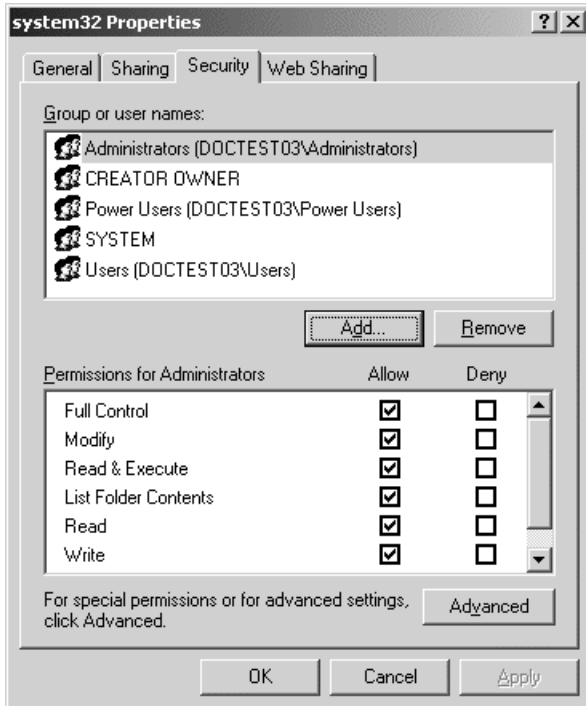 system32 Properties
General Sharing Security Web Sharing
Group or user names:
Administrators (DOCTEST03\Administrators)
CREATOR OWNER
Power Users (DOCTEST03\Power Users)
SYSTEM
Users (DOCTEST03\Users)
Add... Remove
Permissions for Administrators Allow Deny
Full Control
Modify
Read & Execute
List Folder Contents
Read
Write
For special permissions or for advanced settings, Advanced
click Advanced.
OK Cancel Apply